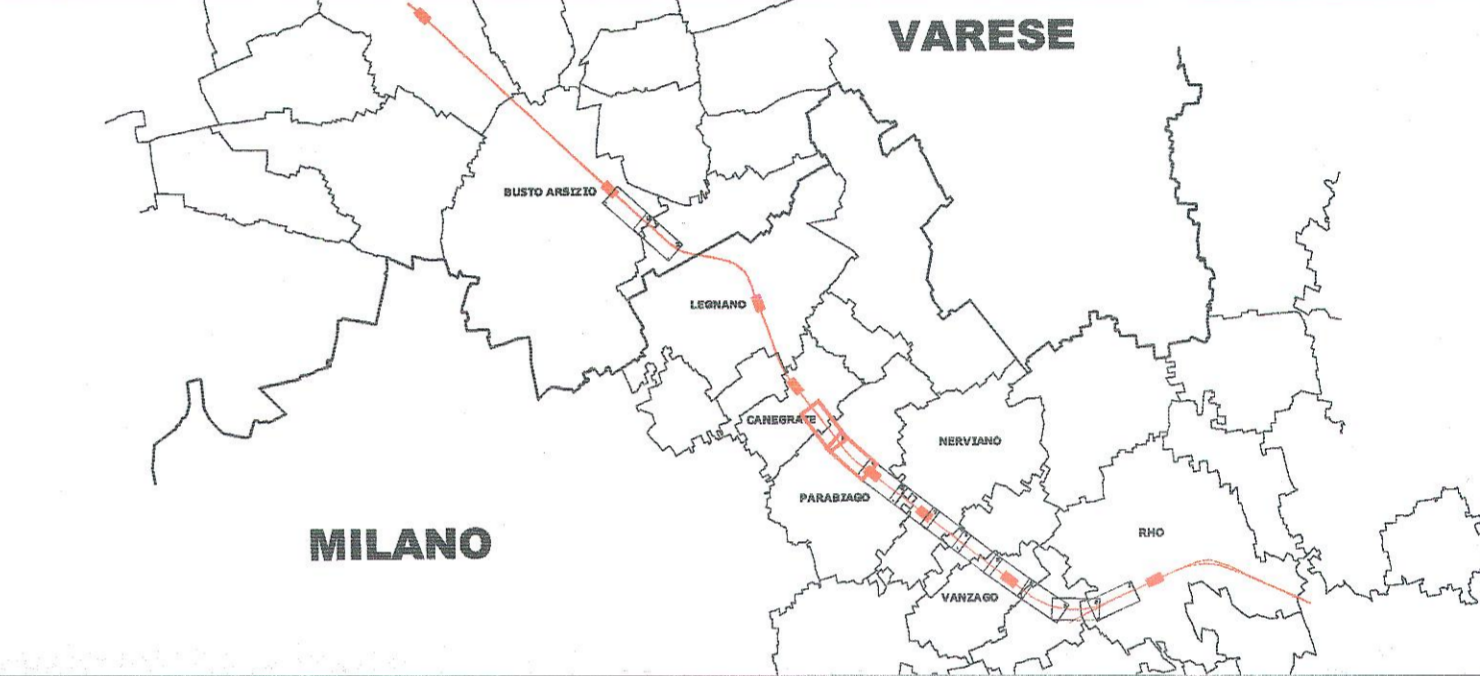 VARESE
BUSTO ARSIZIO
LEGNANO
CANEGRATE
NERVIANO
PARABIAGO
MILANO
RHO
VANZAGO